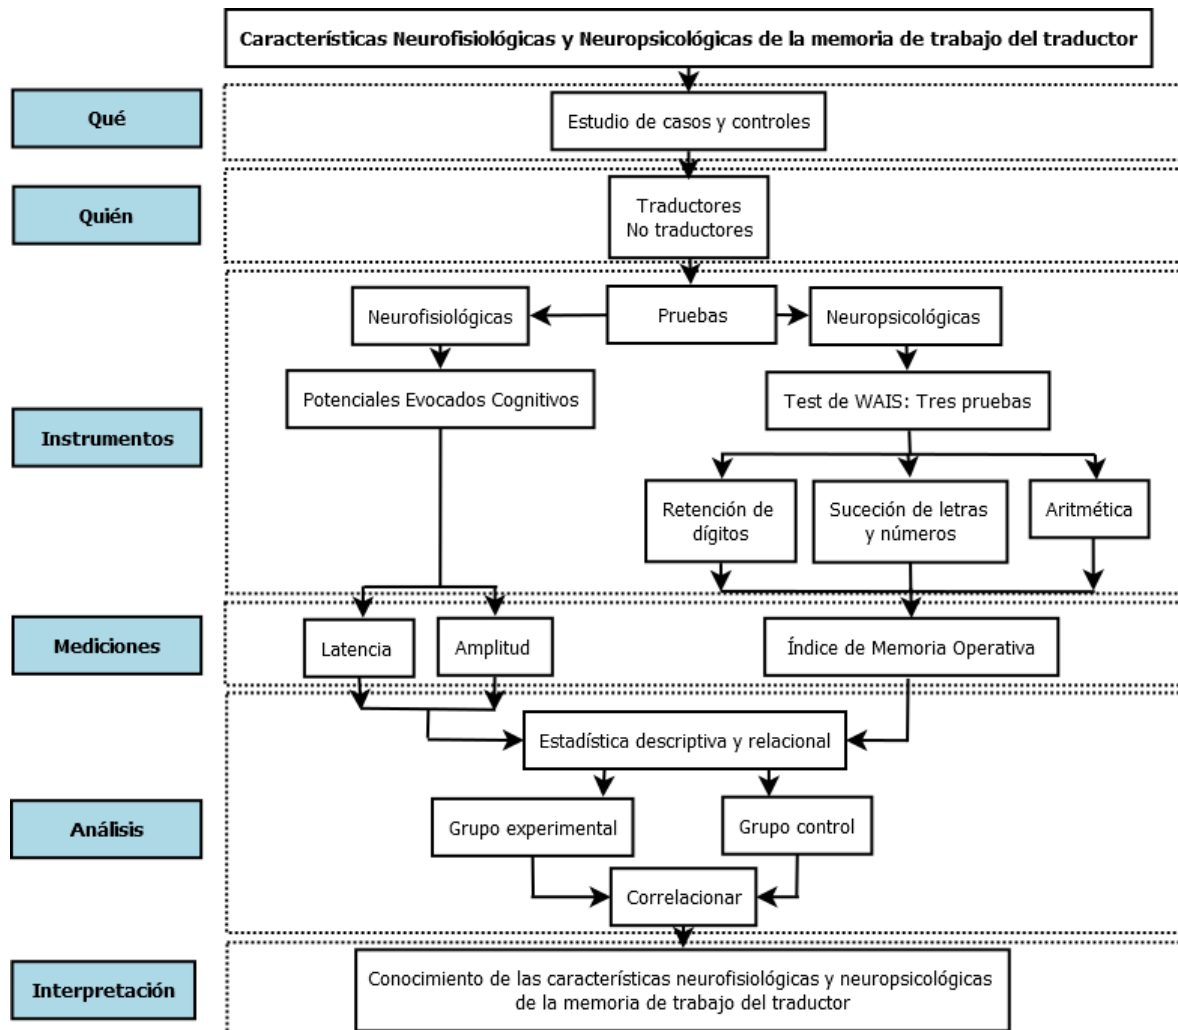 Características Neurofisiológicas y Neuropsicológicas de la memoria de trabajo del traductor
Qué
Estudio de casos y controles
Quién
Traductores
No traductores
Instrumentos
Pruebas
Neurofisiológicas
Neuropsicológicas
Potenciales Evocados Cognitivos
Test de WAIS: Tres pruebas
Retención de
dígitos
Suceción de letras
y números
Aritmética
Mediciones
Latencia
Amplitud
Índice de Memoria Operativa
Análisis
Estadística descriptiva y relacional
Grupo experimental
Grupo control
Correlacionar
Interpretación
Conocimiento de las características neurofisiológicas y neuropsicológicas
de la memoria de trabajo del traductor